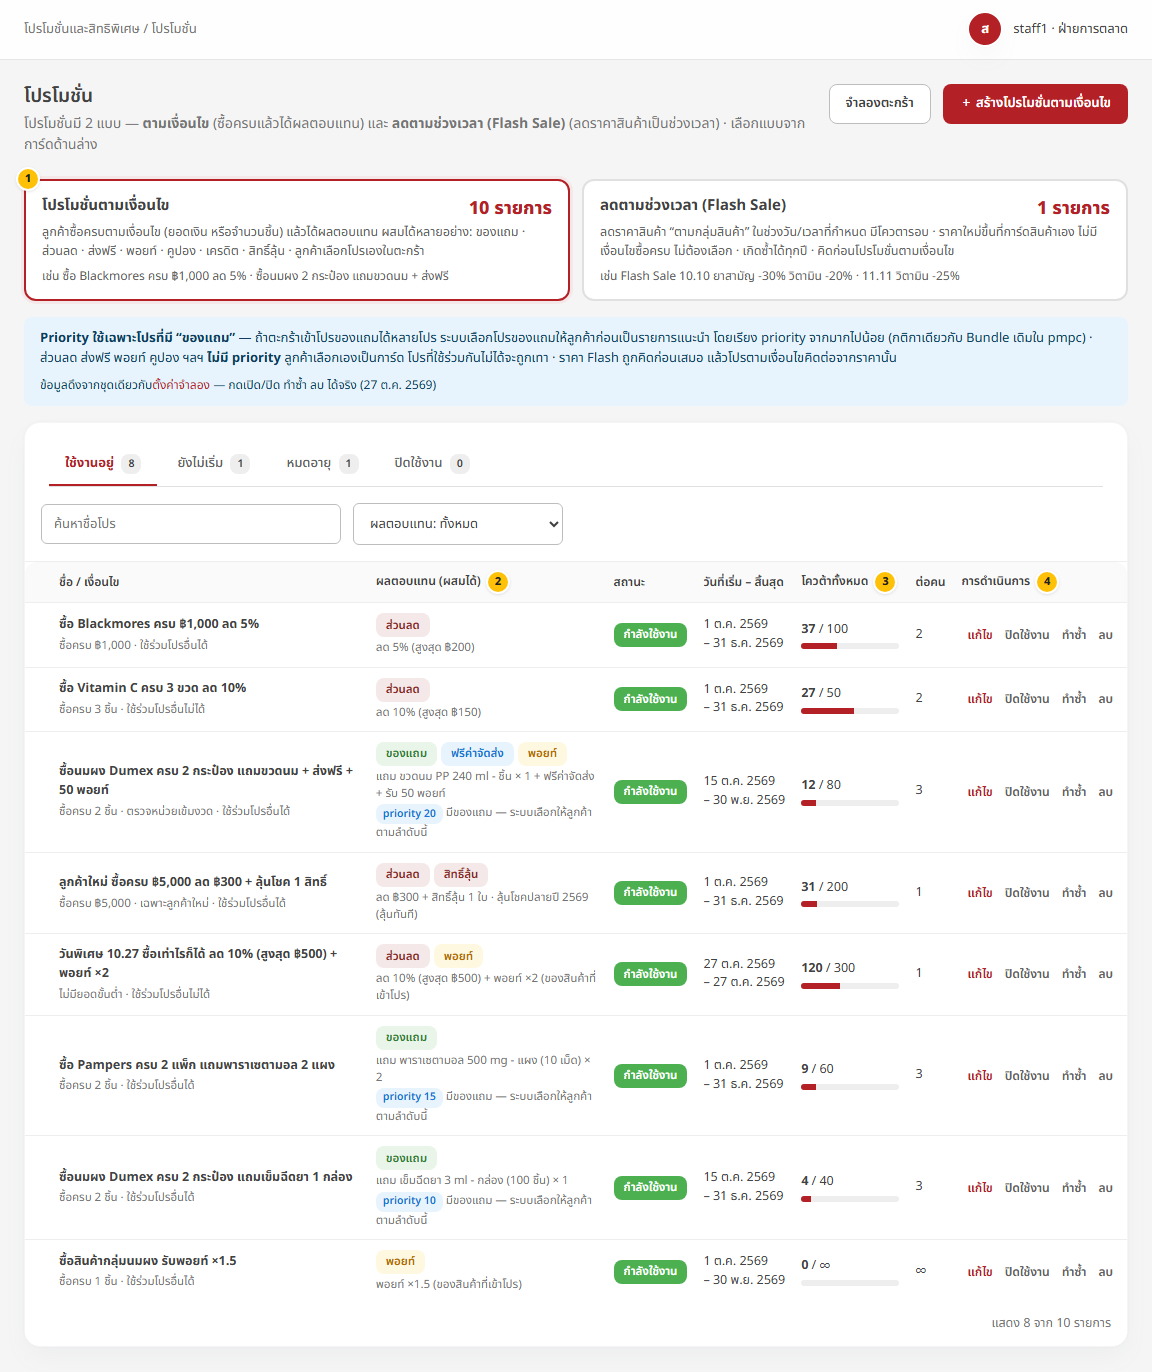 โปรโมชั่นและสิทธิพิเศษ / โปรโมชั่น
ส
staff1 · ฝ่ายการตลาด
โปรโมชั่น
โปรโมชั่นมี 2 แบบ — ตามเงื่อนไข (ซื้อครบแล้วได้ผลตอบแทน) และ ลดตามช่วงเวลา (Flash Sale) (ลดราคาสินค้าเป็นช่วงเวลา) · เลือกแบบจาก
การ์ดด้านล่าง
จำลองตะกร้า
+ สร้างโปรโมชั่นตามเงื่อนไข
1
โปรโมชั่นตามเงื่อนไข
10 รายการ
ลูกค้าซื้อครบตามเงื่อนไข (ยอดเงิน หรือจำนวนชิ้น) แล้วได้ผลตอบแทน ผสมได้หลายอย่าง: ของแถม ·
ส่วนลด · ส่งฟรี · พอยท์ · คูปอง · เครดิต · สิทธิ์ลุ้น · ลูกค้าเลือกโปรเองในตะกร้า
เช่น ซื้อ Blackmores ครบ ฿1,000 ลด 5% · ซื้อนมผง 2 กระป๋อง แถมขวดนม + ส่งฟรี
ลดตามช่วงเวลา (Flash Sale)
1 รายการ
ลดราคาสินค้า “ตามกลุ่มสินค้า” ในช่วงวัน/เวลาที่กำหนด มีโควตารอบ · ราคาใหม่ขึ้นที่การ์ดสินค้าเอง ไม่มี
เงื่อนไขซื้อครบ ไม่ต้องเลือก · เกิดซ้ำได้ทุกปี · คิดก่อนโปรโมชั่นตามเงื่อนไข
เช่น Flash Sale 10.10 ยาสามัญ -30% วิตามิน -20% · 11.11 วิตามิน -25%
Priority ใช้เฉพาะโปรที่มี “ของแถม” — ถ้าตะกร้าเข้าโปรของแถมได้หลายโปร ระบบเลือกโปรของแถมให้ลูกค้าก่อนเป็นรายการแนะนำ โดยเรียง priority จากมากไปน้อย (กติกาเดียวกับ Bundle เดิมใน pmpc) ·
ส่วนลด ส่งฟรี พอยท์ คูปอง ฯลฯ ไม่มี priority ลูกค้าเลือกเองเป็นการ์ด โปรที่ใช้ร่วมกันไม่ได้จะถูกเทา · ราคา Flash ถูกคิดก่อนเสมอ แล้วโปรตามเงื่อนไขคิดต่อจากราคานั้น
ข้อมูลดึงจากชุดเดียวกับตั้งค่าจำลอง — กดเปิด/ปิด ทำซ้ำ ลบ ได้จริง (27 ต.ค. 2569)
ใช้งานอยู่ 8
ยังไม่เริ่ม 1
หมดอายุ 1
ปิดใช้งาน 0
ค้นหาชื่อโปร
ผลตอบแทน: ทั้งหมด
ชื่อ / เงื่อนไข
ผลตอบแทน (ผสมได้) 2
สถานะ
วันที่เริ่ม – สิ้นสุด
โควต้าทั้งหมด 3
ต่อคน
การดำเนินการ 4
ซื้อ Blackmores ครบ ฿1,000 ลด 5%
ซื้อครบ ฿1,000 · ใช้ร่วมโปรอื่นได้
ส่วนลด
ลด 5% (สูงสุด ฿200)
กำลังใช้งาน
1 ต.ค. 2569
– 31 ธ.ค. 2569
37 / 100
2
แก้ไข ปิดใช้งาน ทำซ้ำ ลบ
ซื้อ Vitamin C ครบ 3 ขวด ลด 10%
ซื้อครบ 3 ชิ้น · ใช้ร่วมโปรอื่นไม่ได้
ส่วนลด
ลด 10% (สูงสุด ฿150)
กำลังใช้งาน
1 ต.ค. 2569
– 31 ธ.ค. 2569
27 / 50
2
แก้ไข ปิดใช้งาน ทำซ้ำ ลบ
ซื้อนมผง Dumex ครบ 2 กระป๋อง แถมขวดนม + ส่งฟรี +
50 พอยท์
ซื้อครบ 2 ชิ้น · ตรวจหน่วยเข้มงวด · ใช้ร่วมโปรอื่นได้
ของแถม ฟรีค่าจัดส่ง พอยท์
แถม ขวดนม PP 240 ml - ชิ้น × 1 + ฟรีค่าจัดส่ง
+ รับ 50 พอยท์
priority 20 มีของแถม — ระบบเลือกให้ลูกค้า
ตามลำดับนี้
กำลังใช้งาน
15 ต.ค. 2569
– 30 พ.ย. 2569
12 / 80
3
แก้ไข ปิดใช้งาน ทำซ้ำ ลบ
ลูกค้าใหม่ ซื้อครบ ฿5,000 ลด ฿300 + ลุ้นโชค 1 สิทธิ์
ซื้อครบ ฿5,000 · เฉพาะลูกค้าใหม่ · ใช้ร่วมโปรอื่นได้
ส่วนลด สิทธิ์ลุ้น
ลด ฿300 + สิทธิ์ลุ้น 1 ใบ · ลุ้นโชคปลายปี 2569
(ลุ้นทันที)
กำลังใช้งาน
1 ต.ค. 2569
– 31 ธ.ค. 2569
31 / 200
1
แก้ไข ปิดใช้งาน ทำซ้ำ ลบ
วันพิเศษ 10.27 ซื้อเท่าไรก็ได้ ลด 10% (สูงสุด ฿500) +
พอยท์ ×2
ไม่มียอดขั้นต่ำ · ใช้ร่วมโปรอื่นไม่ได้
ส่วนลด พอยท์
ลด 10% (สูงสุด ฿500) + พอยท์ ×2 (ของสินค้าที่
เข้าโปร)
กำลังใช้งาน
27 ต.ค. 2569
– 27 ต.ค. 2569
120 / 300
1
แก้ไข ปิดใช้งาน ทำซ้ำ ลบ
ซื้อ Pampers ครบ 2 แพ็ก แถมพาราเซตามอล 2 แผง
ซื้อครบ 2 ชิ้น · ใช้ร่วมโปรอื่นได้
ของแถม
แถม พาราเซตามอล 500 mg - แผง (10 เม็ด) ×
2
priority 15 มีของแถม — ระบบเลือกให้ลูกค้า
ตามลำดับนี้
กำลังใช้งาน
1 ต.ค. 2569
– 31 ธ.ค. 2569
9 / 60
3
แก้ไข ปิดใช้งาน ทำซ้ำ ลบ
ซื้อนมผง Dumex ครบ 2 กระป๋อง แถมเข็มฉีดยา 1 กล่อง
ซื้อครบ 2 ชิ้น · ใช้ร่วมโปรอื่นได้
ของแถม
แถม เข็มฉีดยา 3 ml - กล่อง (100 ชิ้น) × 1
priority 10 มีของแถม — ระบบเลือกให้ลูกค้า
ตามลำดับนี้
กำลังใช้งาน
15 ต.ค. 2569
– 31 ธ.ค. 2569
4 / 40
3
แก้ไข ปิดใช้งาน ทำซ้ำ ลบ
ซื้อสินค้ากลุ่มนมผง รับพอยท์ ×1.5
ซื้อครบ 1 ชิ้น · ใช้ร่วมโปรอื่นได้
พอยท์
พอยท์ ×1.5 (ของสินค้าที่เข้าโปร)
กำลังใช้งาน
1 ต.ค. 2569
– 30 พ.ย. 2569
0 / ∞
∞
แก้ไข ปิดใช้งาน ทำซ้ำ ลบ
แสดง 8 จาก 10 รายการ